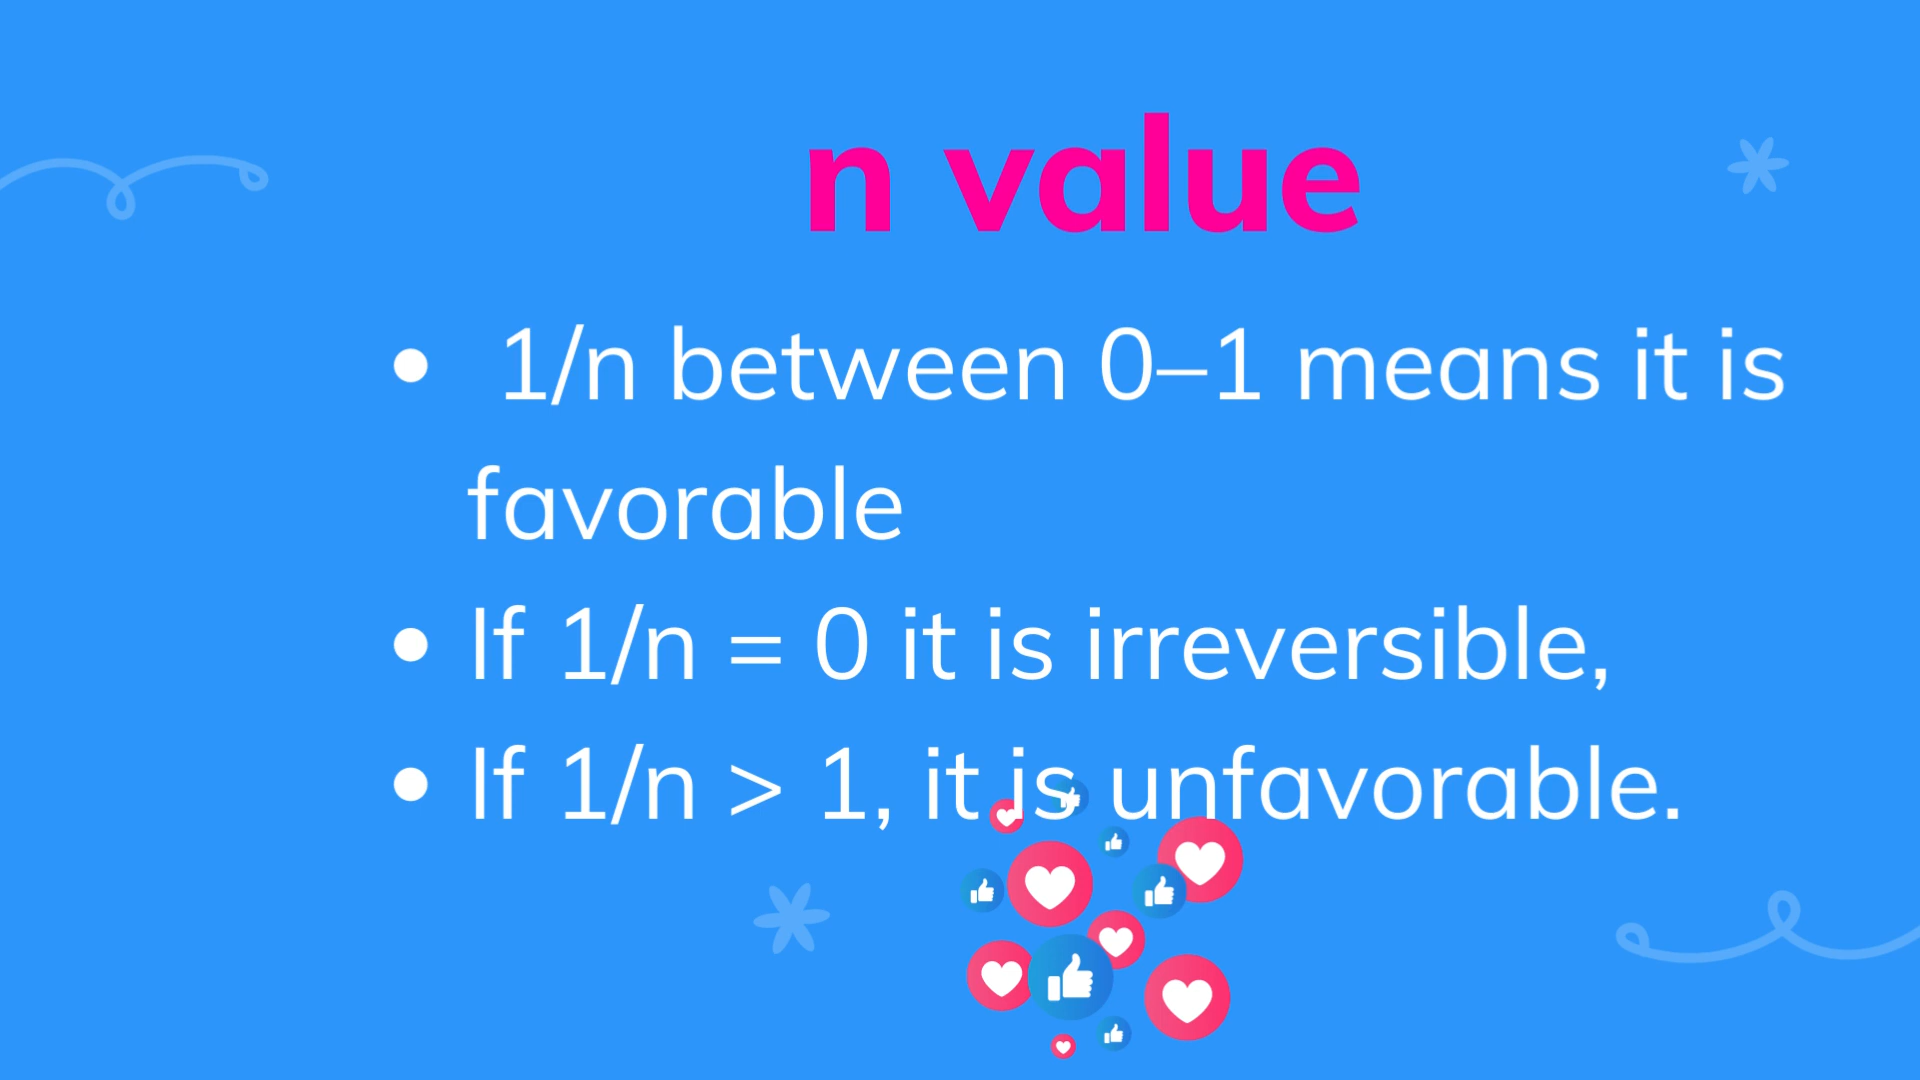 n value
• 1/n between 0–1 means it is
favorable
• If 1/n = 0 it is irreversible,
• If 1/n > 1, it is unfavorable.